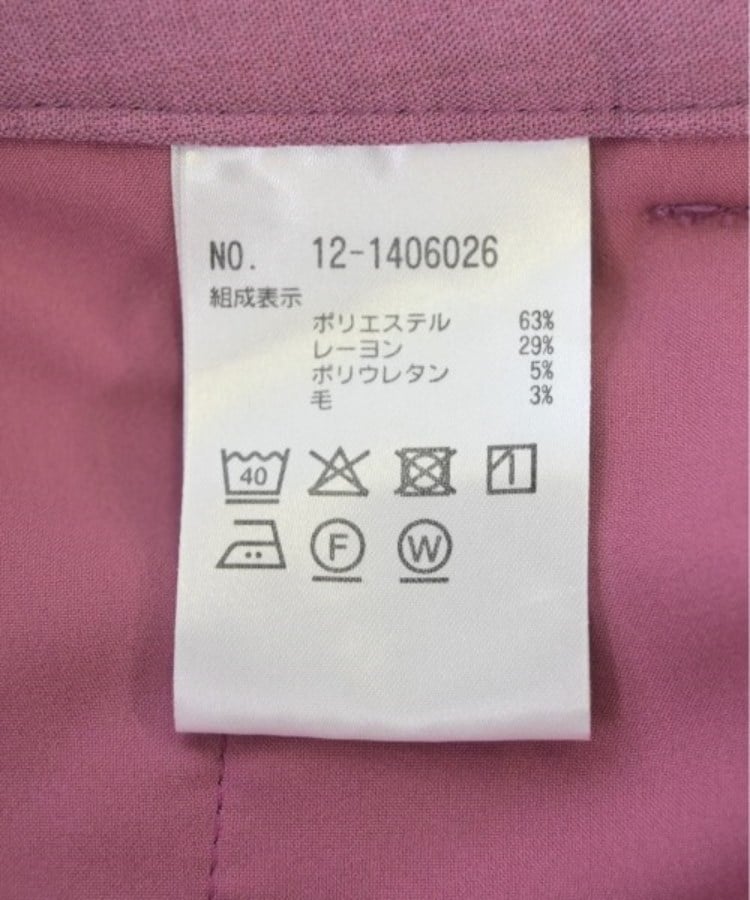 NO. 12-1406026
組成表示
ポリエステル 63%
レーヨン 29%
ポリウレタン 5%
毛 3%
40
F W